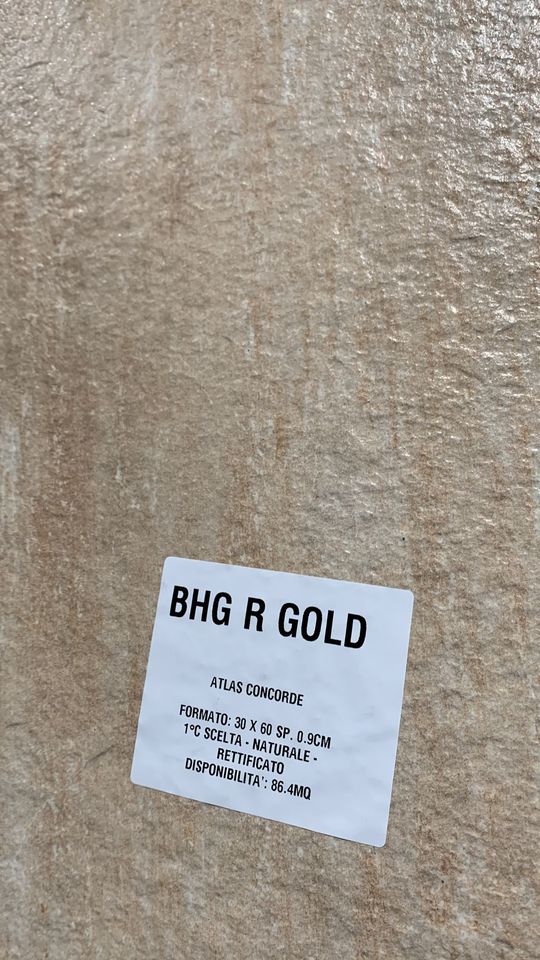 BHG R GOLD
ATLAS CONCORDE
FORMATO: 30 X 60 SP. 0.9CM
1°C SCELTA - NATURALE -
RETTIFICATO
DISPONIBILITA': 86.4MQ